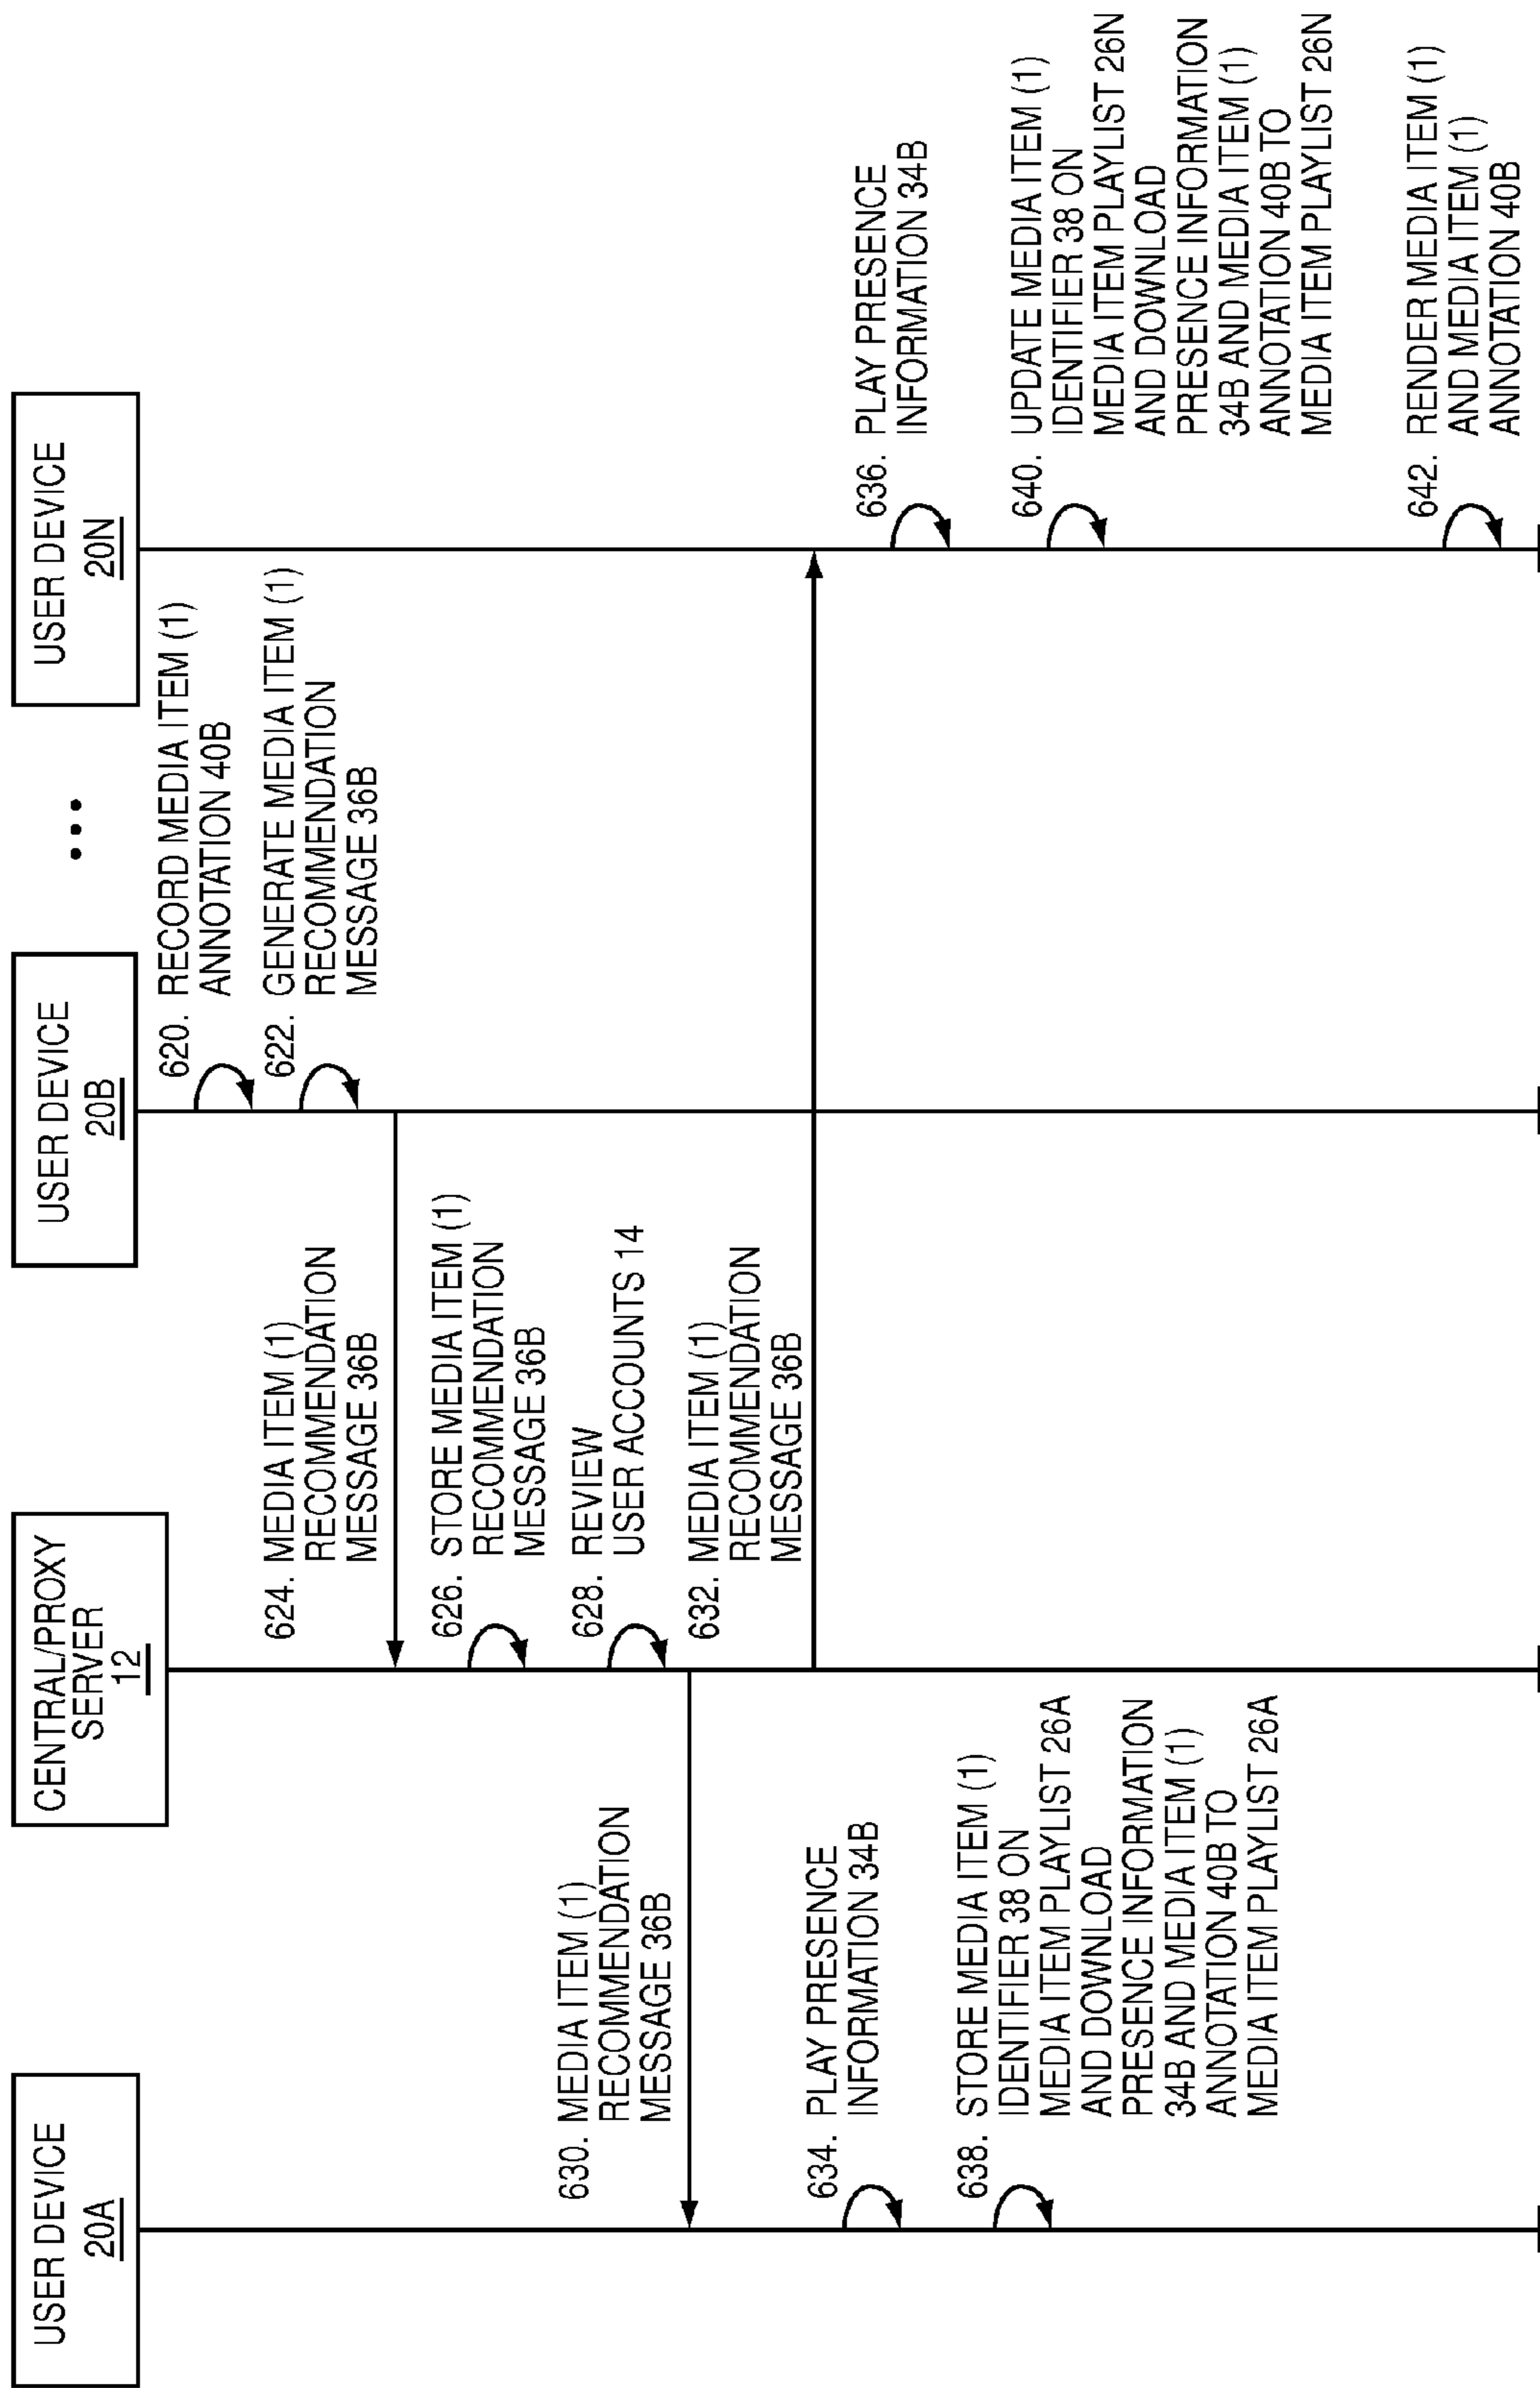 USER DEVICE
20A
CENTRAL/PROXY
SERVER
12
USER DEVICE
20B
•••
USER DEVICE
20N
620. RECORD MEDIA ITEM (1)
ANNOTATION 40B
622. GENERATE MEDIA ITEM (1)
RECOMMENDATION
MESSAGE 36B
624. MEDIA ITEM (1)
RECOMMENDATION
MESSAGE 36B
626. STORE MEDIA ITEM (1)
RECOMMENDATION
MESSAGE 36B
628. REVIEW
USER ACCOUNTS 14
630. MEDIA ITEM (1)
RECOMMENDATION
MESSAGE 36B
632. MEDIA ITEM (1)
RECOMMENDATION
MESSAGE 36B
634. PLAY PRESENCE
INFORMATION 34B
636. PLAY PRESENCE
INFORMATION 34B
638. STORE MEDIA ITEM (1)
IDENTIFIER 38 ON
MEDIA ITEM PLAYLIST 26A
AND DOWNLOAD
PRESENCE INFORMATION
34B AND MEDIA ITEM (1)
ANNOTATION 40B TO
MEDIA ITEM PLAYLIST 26A
640. UPDATE MEDIA ITEM (1)
IDENTIFIER 38 ON
MEDIA ITEM PLAYLIST 26N
AND DOWNLOAD
PRESENCE INFORMATION
34B AND MEDIA ITEM (1)
ANNOTATION 40B TO
MEDIA ITEM PLAYLIST 26N
642. RENDER MEDIA ITEM (1)
AND MEDIA ITEM (1)
ANNOTATION 40B